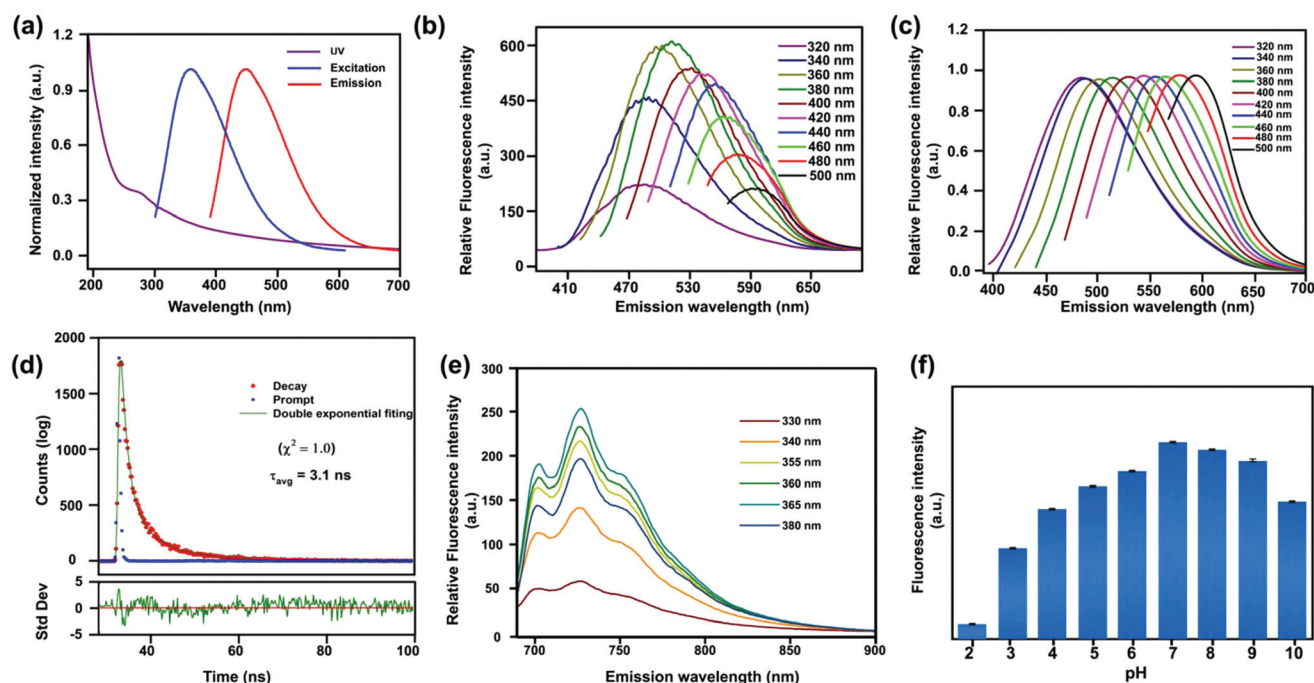 (a)
1.2
0.9
0.6
0.3
0.0
Normalized intensity (a.u.)
UV
Excitation
Emission
200 300 400 500 600 700
Wavelength (nm)
(b)
600
450
300
150
0
Relative Fluorescence intensity
(a.u.)
320 nm
340 nm
360 nm
380 nm
400 nm
420 nm
440 nm
460 nm
480 nm
500 nm
410 470 530 590 650
Emission wavelength (nm)
(c)
1.2
1.0
0.8
0.6
0.4
0.2
0.0
Relative Fluorescence intensity
(a.u.)
320 nm
340 nm
360 nm
380 nm
400 nm
420 nm
440 nm
460 nm
480 nm
500 nm
400 450 500 550 600 650 700
Emission wavelength (nm)
(d)
2000
1500
1000
500
0
Counts (log)
Decay
Prompt
Double exponential fiting
(χ² = 1.0)
τavg = 3.1 ns
5
0
-5
Std Dev
40 60 80 100
Time (ns)
(e)
300
250
200
150
100
50
0
Relative Fluorescence intensity
(a.u.)
330 nm
340 nm
355 nm
360 nm
365 nm
380 nm
700 750 800 850 900
Emission wavelength (nm)
(f)
Fluorescence intensity
(a.u.)
2 3 4 5 6 7 8 9 10
pH